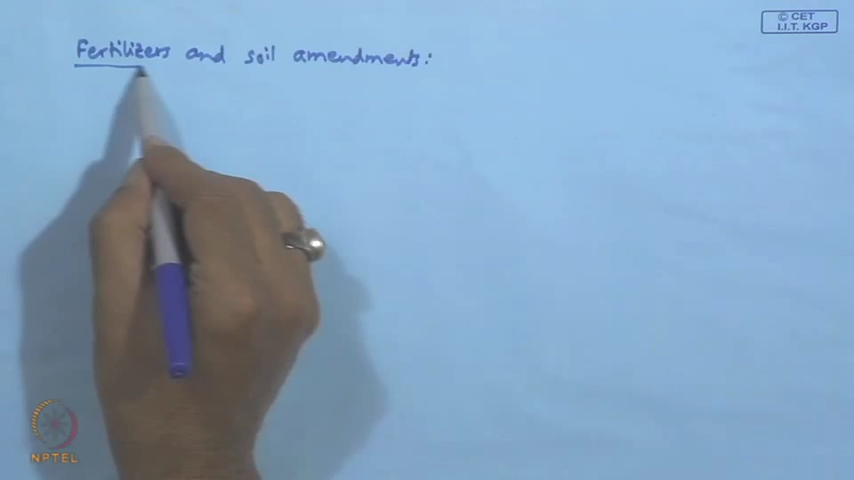 © CET
I.I.T. KGP
Fertilizers and soil amendments:
NPTEL